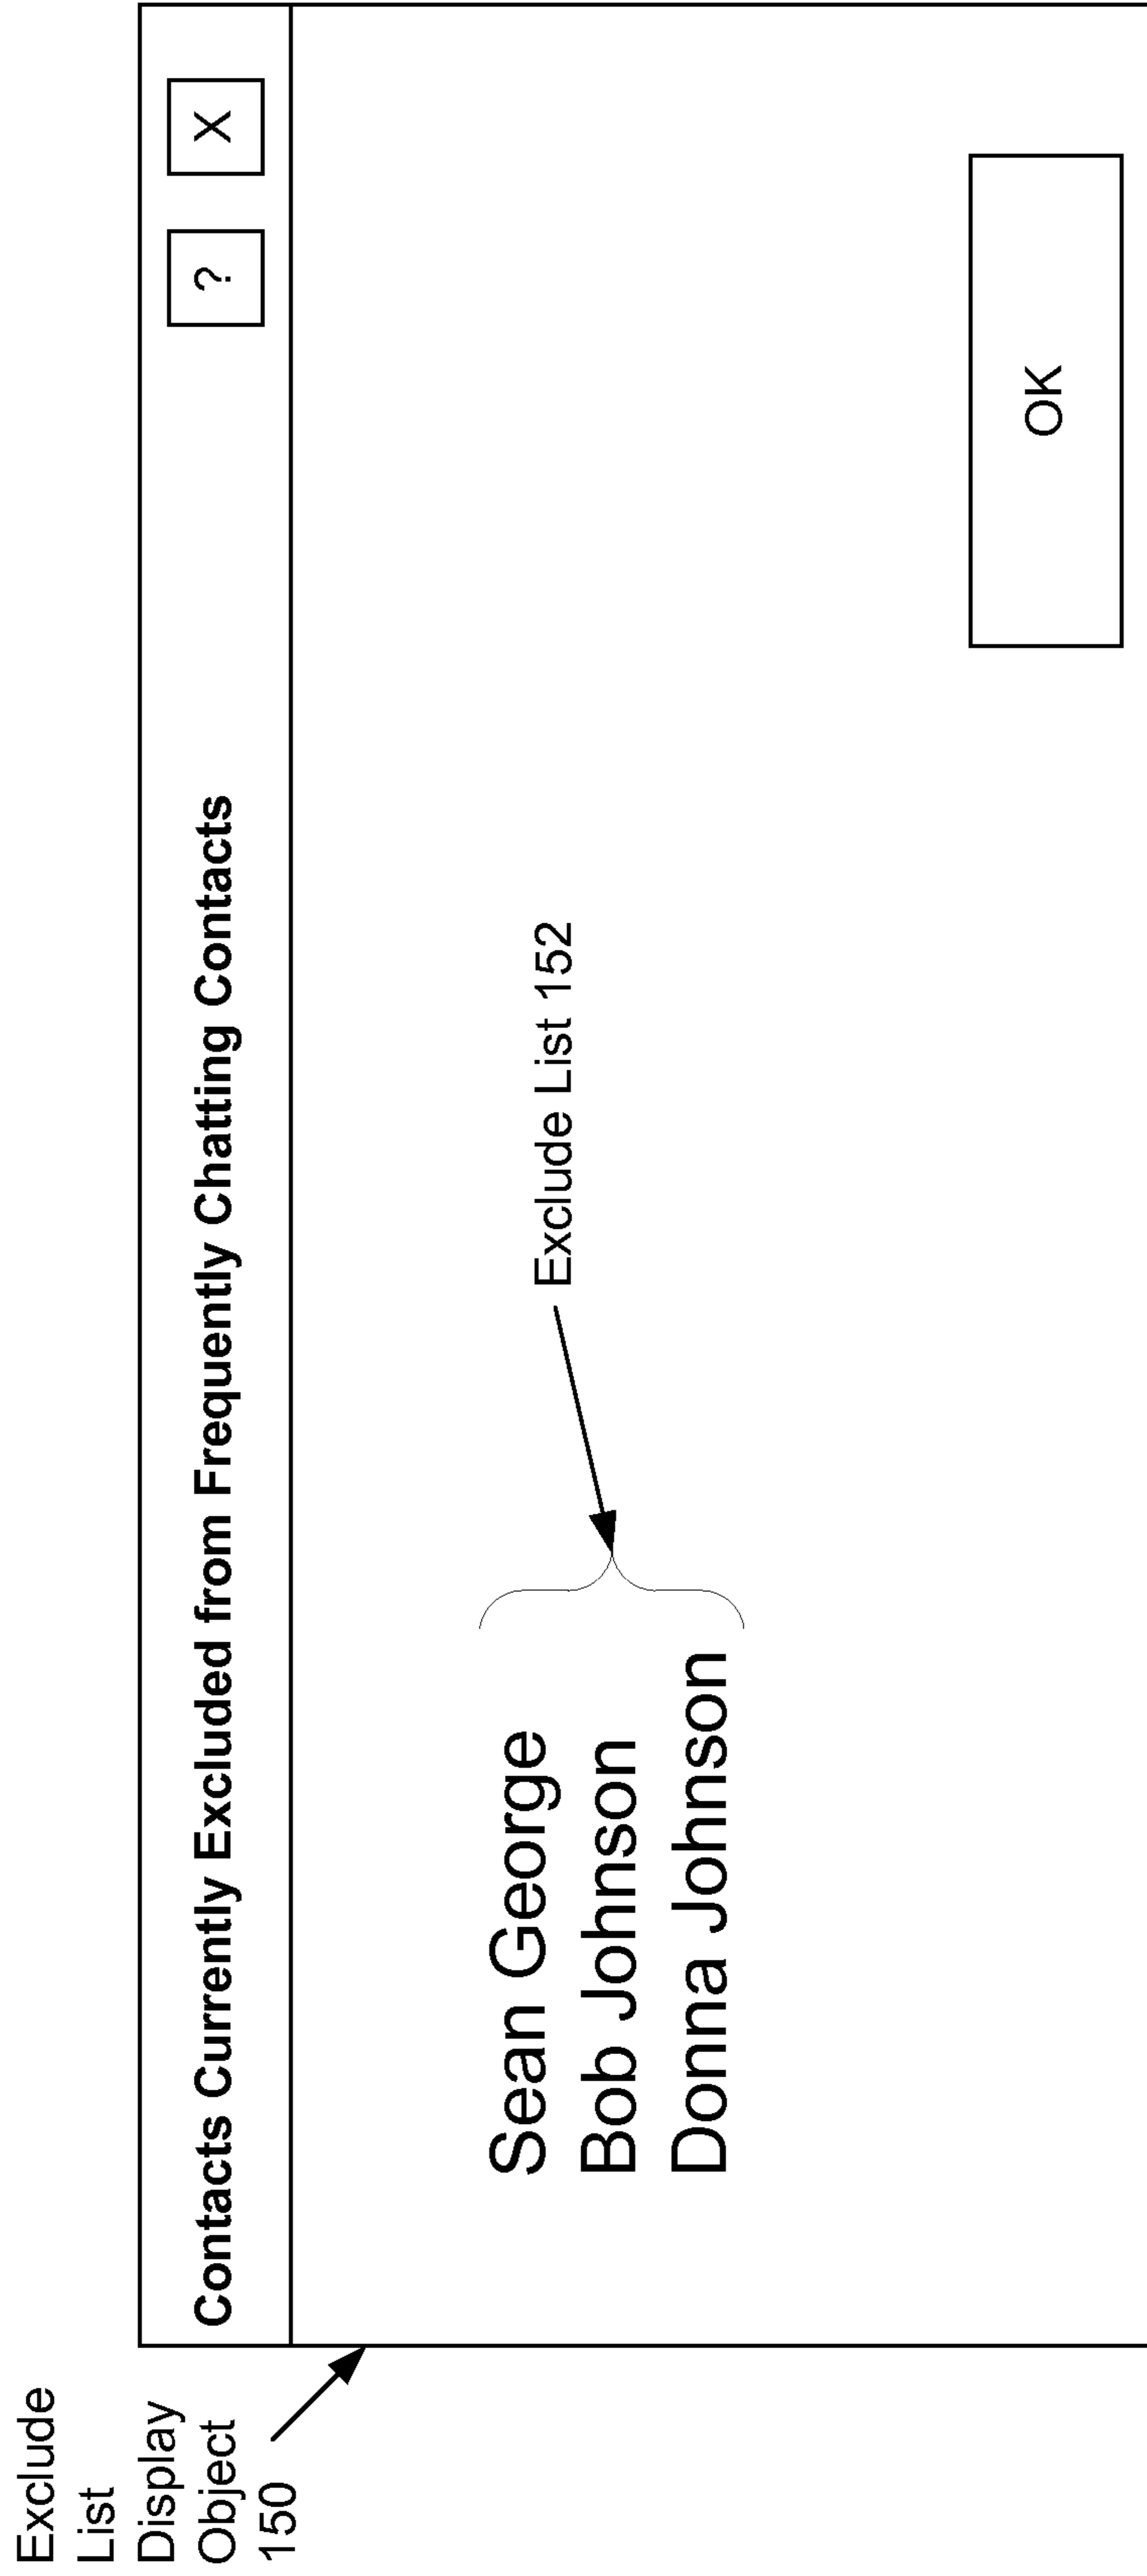 Exclude
List
Display
Object
150
Contacts Currently Excluded from Frequently Chatting Contacts
?
X
Sean George
Bob Johnson
Donna Johnson
Exclude List 152
OK